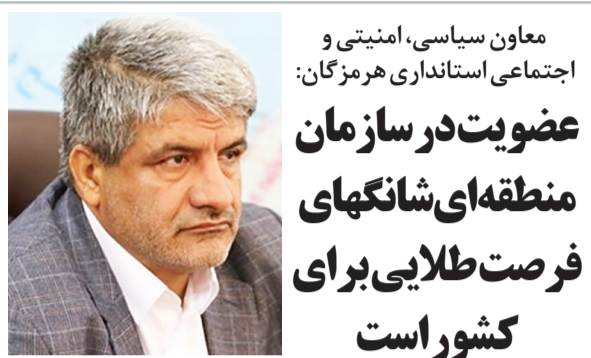 معاون سیاسی، امنیتی و
اجتماعی استانداری هرمزگان:
عضویت در سازمان
منطقه‌ای شانگهای
فرصت طلایی برای
کشور است